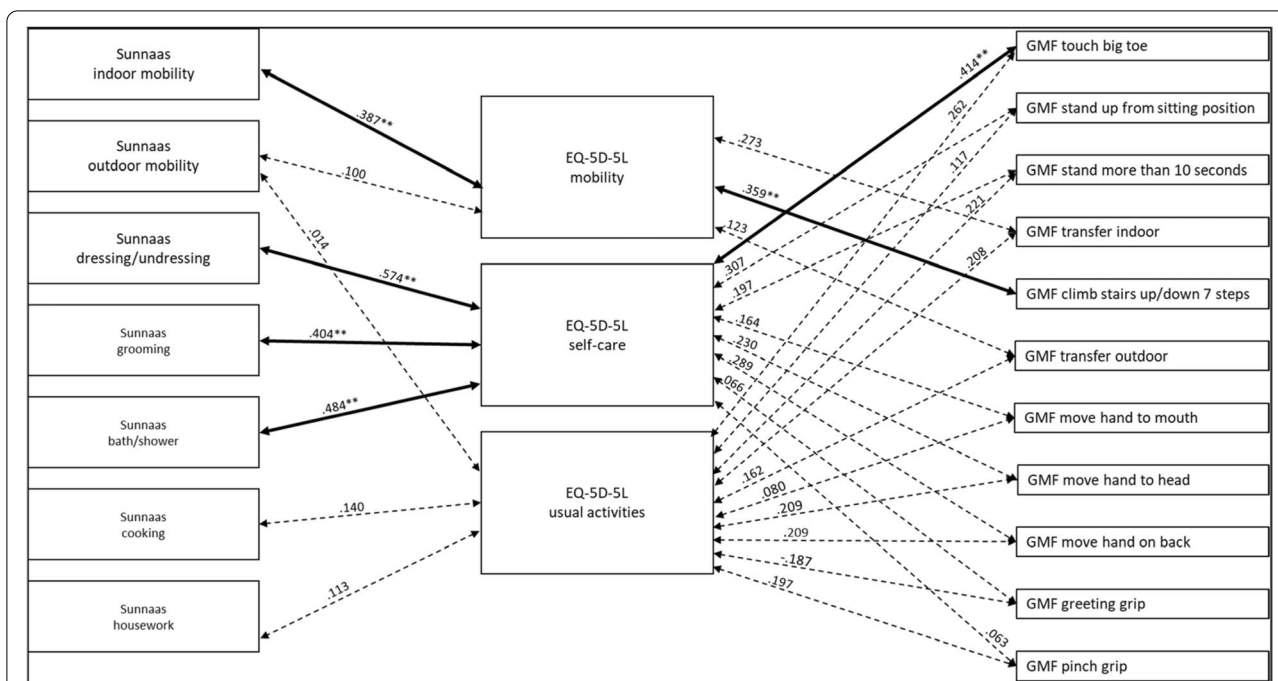 Sunnaas
indoor mobility
Sunnaas
outdoor mobility
Sunnaas
dressing/undressing
Sunnaas
grooming
Sunnaas
bath/shower
Sunnaas
cooking
Sunnaas
housework
.387**
.100
.014
.574**
.404**
.484**
.140
.113
EQ-5D-5L
mobility
EQ-5D-5L
self-care
EQ-5D-5L
usual activities
.414**
.262
.273
.117
.359**
.221
.123
.208
.307
.197
.164
.230
.289
.066
.162
.080
.209
.209
-.187
.197
.063
GMF touch big toe
GMF stand up from sitting position
GMF stand more than 10 seconds
GMF transfer indoor
GMF climb stairs up/down 7 steps
GMF transfer outdoor
GMF move hand to mouth
GMF move hand to head
GMF move hand on back
GMF greeting grip
GMF pinch grip